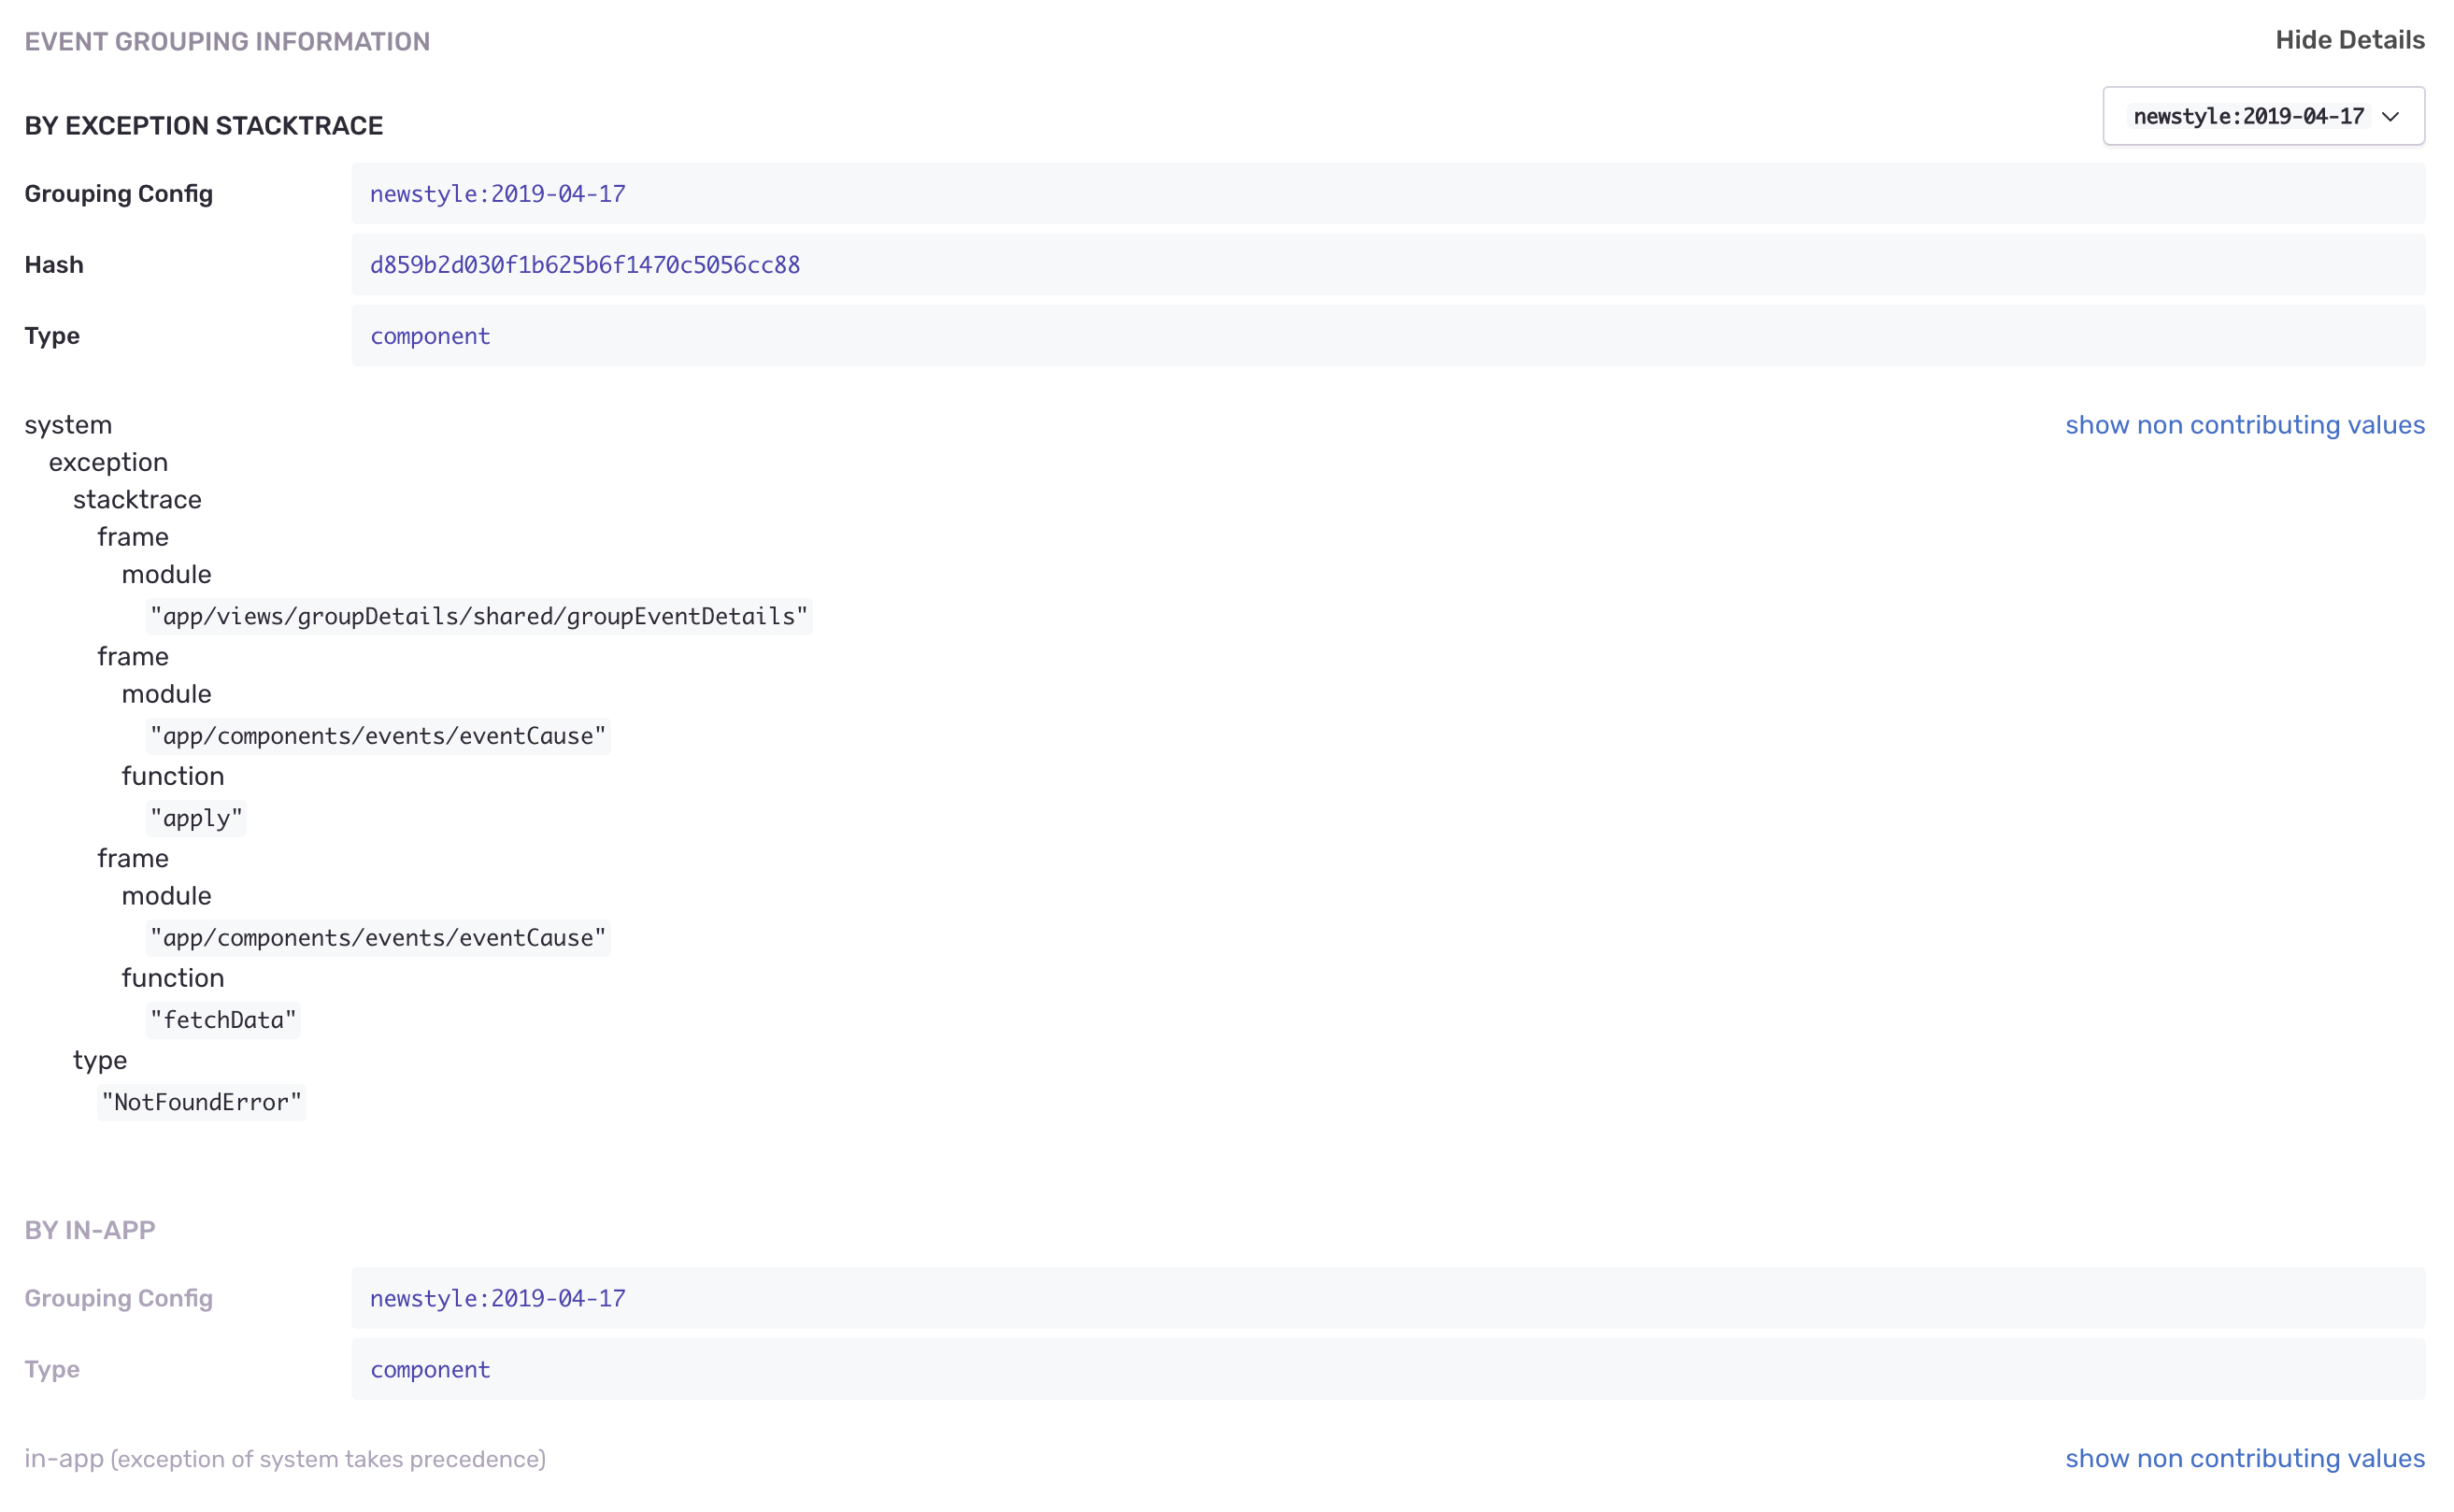 EVENT GROUPING INFORMATION
Hide Details
BY EXCEPTION STACKTRACE
newstyle:2019-04-17
Grouping Config
newstyle:2019-04-17
Hash
d859b2d030f1b625b6f1470c5056cc88
Type
component
system
show non contributing values
exception
stacktrace
frame
module
"app/views/groupDetails/shared/groupEventDetails"
frame
module
"app/components/events/eventCause"
function
"apply"
frame
module
"app/components/events/eventCause"
function
"fetchData"
type
"NotFoundError"
BY IN-APP
Grouping Config
newstyle:2019-04-17
Type
component
in-app (exception of system takes precedence)
show non contributing values